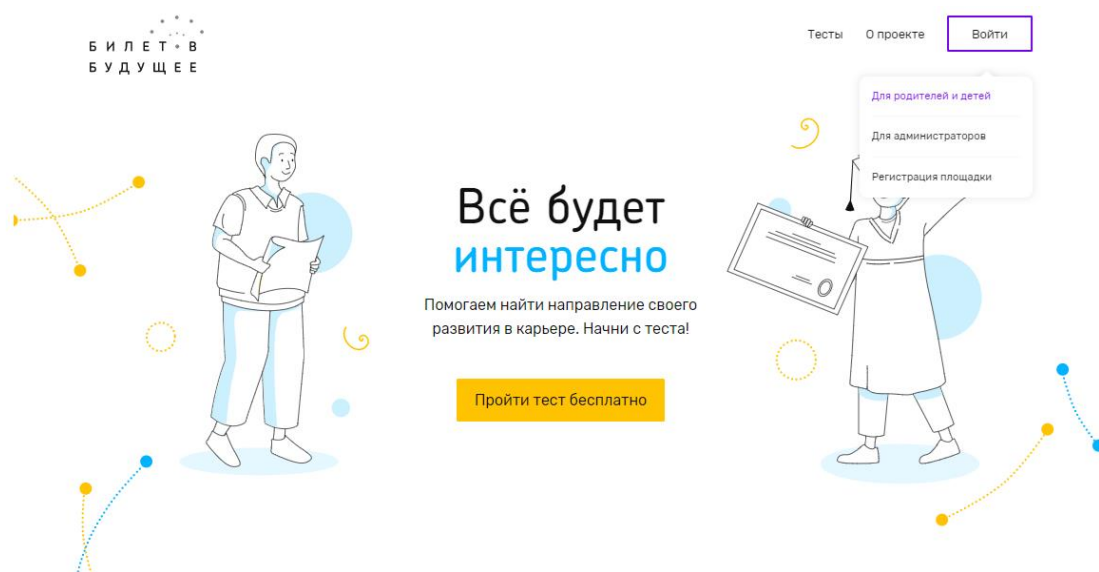 БИЛЕТ В
БУДУЩЕЕ
Тесты
О проекте
Войти
Для родителей и детей
Для администраторов
Регистрация площадки
Всё будет
интересно
Помогаем найти направление своего
развития в карьере. Начни с теста!
Пройти тест бесплатно